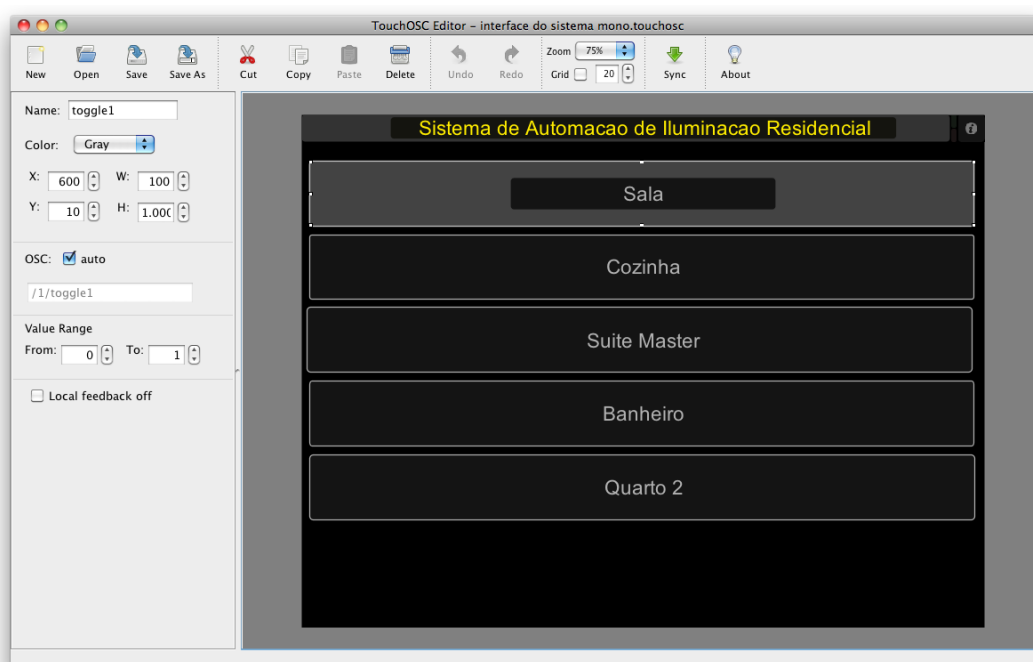 TouchOSC Editor – interface do sistema mono.touchosc
New Open Save Save As Cut Copy Paste Delete Undo Redo Zoom 75% Grid 20 Sync About
Name: toggle1
Color: Gray
X: 600 W: 100
Y: 10 H: 1.00
OSC: auto
/1/toggle1
Value Range
From: 0 To: 1
Local feedback off
Sistema de Automacao de Iluminacao Residencial
Sala
Cozinha
Suite Master
Banheiro
Quarto 2